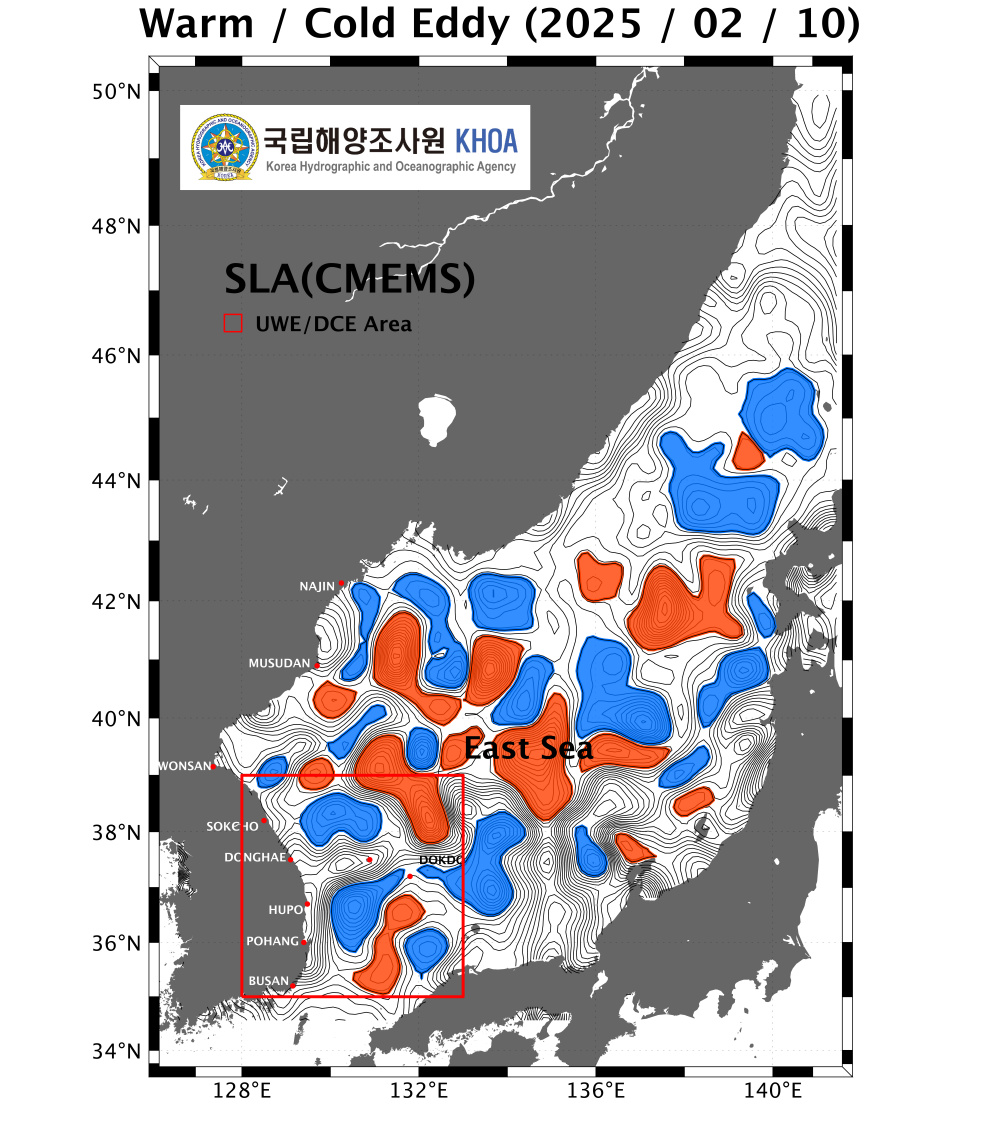 Warm / Cold Eddy (2025 / 02 / 10)
50°N
국립해양조사원 KHOA
Korea Hydrographic and Oceanographic Agency
48°N
SLA(CMEMS)
UWE/DCE Area
46°N
44°N
NAJIN
42°N
MUSUDAN
40°N
East Sea
WONSAN
SOKCHO
38°N
DONGHAE
DOKDO
HUPO
POHANG
36°N
BUSAN
34°N
128°E 132°E 136°E 140°E